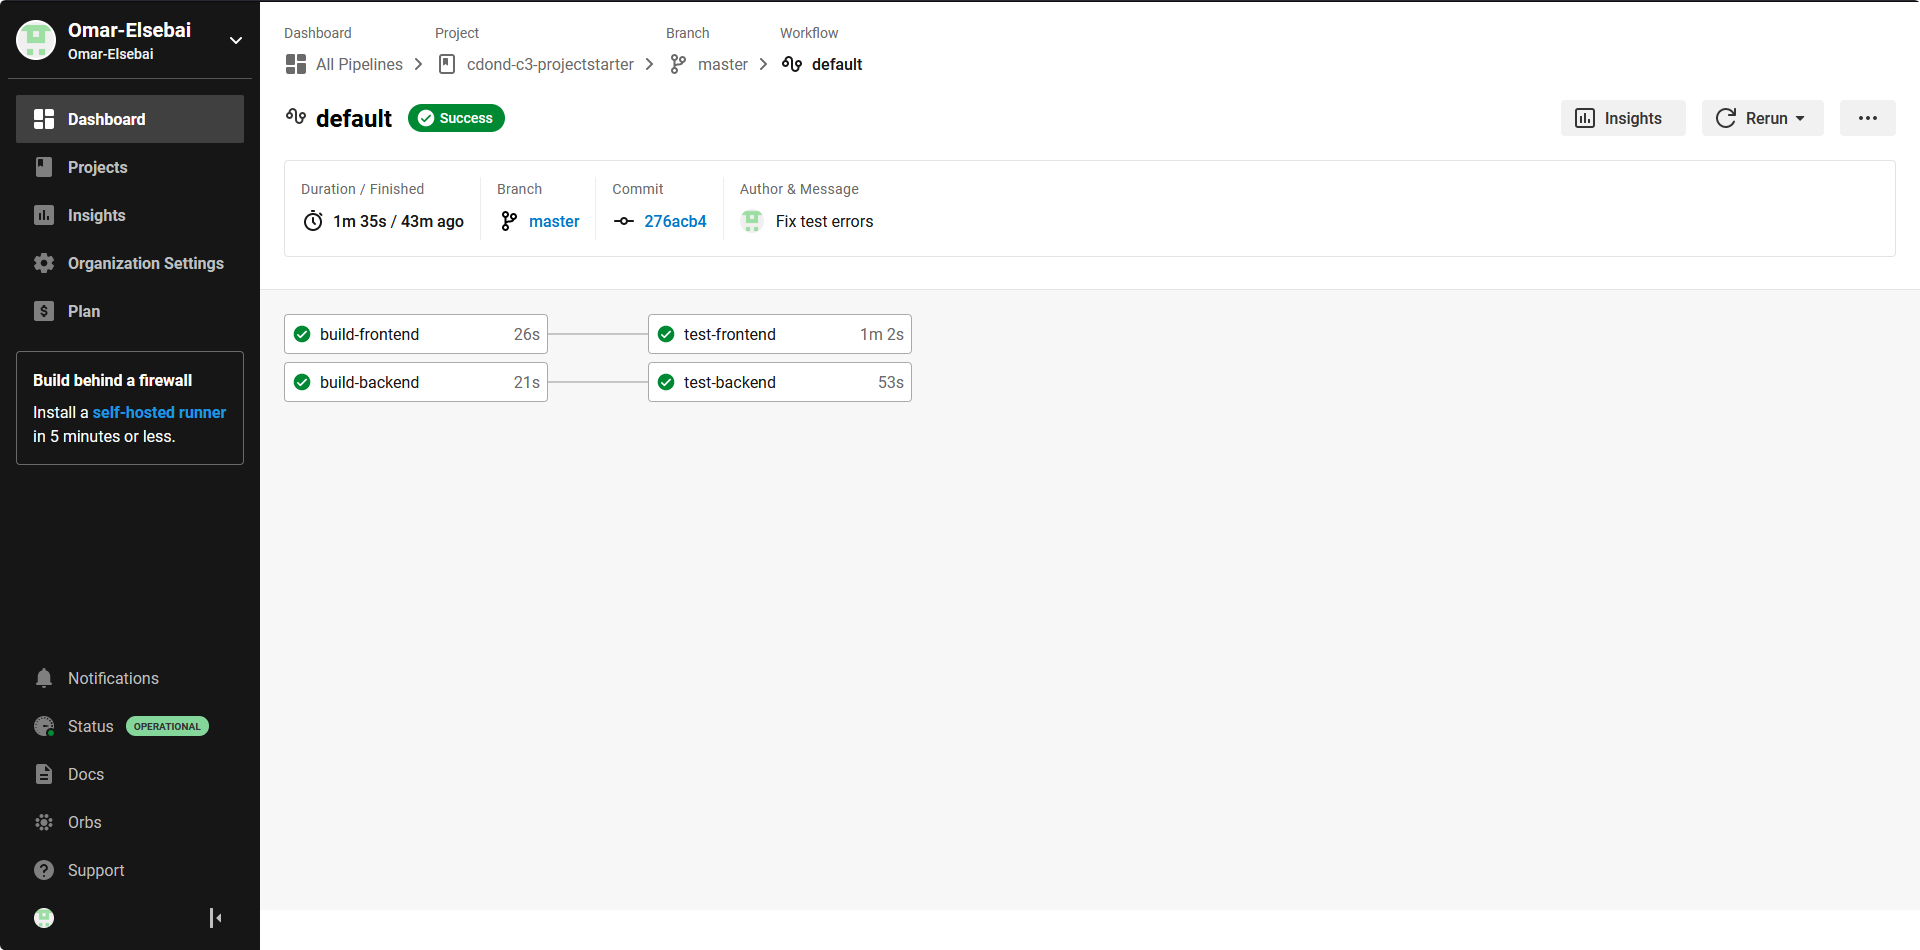 Omar-Elsebai
Omar-Elsebai
Dashboard
Projects
Insights
Organization Settings
Plan
Build behind a firewall
Install a self-hosted runner
in 5 minutes or less.
Notifications
Status OPERATIONAL
Docs
Orbs
Support
Dashboard Project Branch Workflow
All Pipelines cdond-c3-projectstarter master default
default Success Insights Rerun
Duration / Finished Branch Commit Author & Message
1m 35s / 43m ago master 276acb4 Fix test errors
build-frontend 26s test-frontend 1m 2s
build-backend 21s test-backend 53s